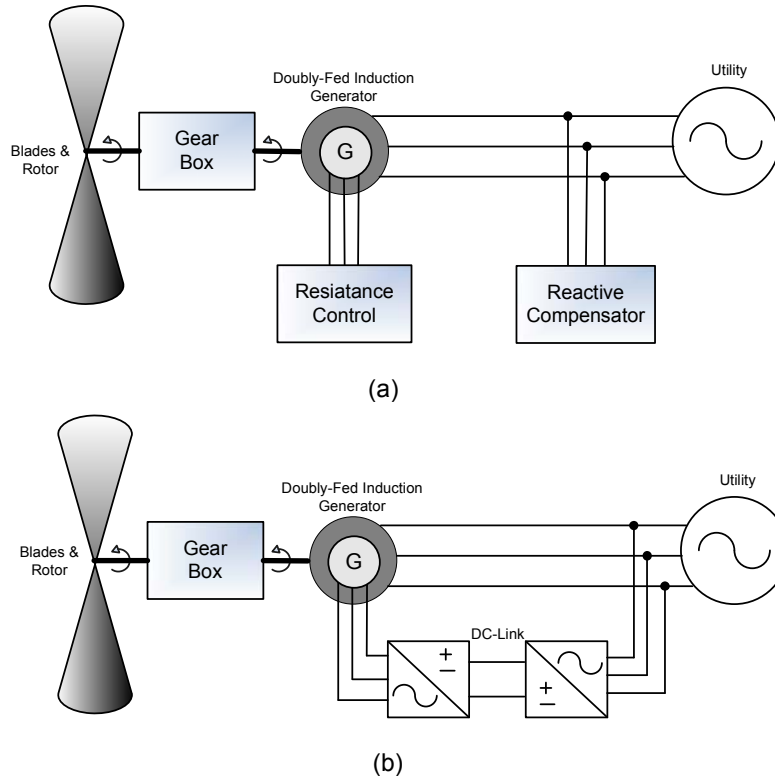 Doubly-Fed Induction
Generator
Utility
Blades &
Rotor
Gear
Box
G
Resiatance
Control
Reactive
Compensator
(a)
Doubly-Fed Induction
Generator
Utility
Blades &
Rotor
Gear
Box
G
DC-Link
+
−
+
−
(b)